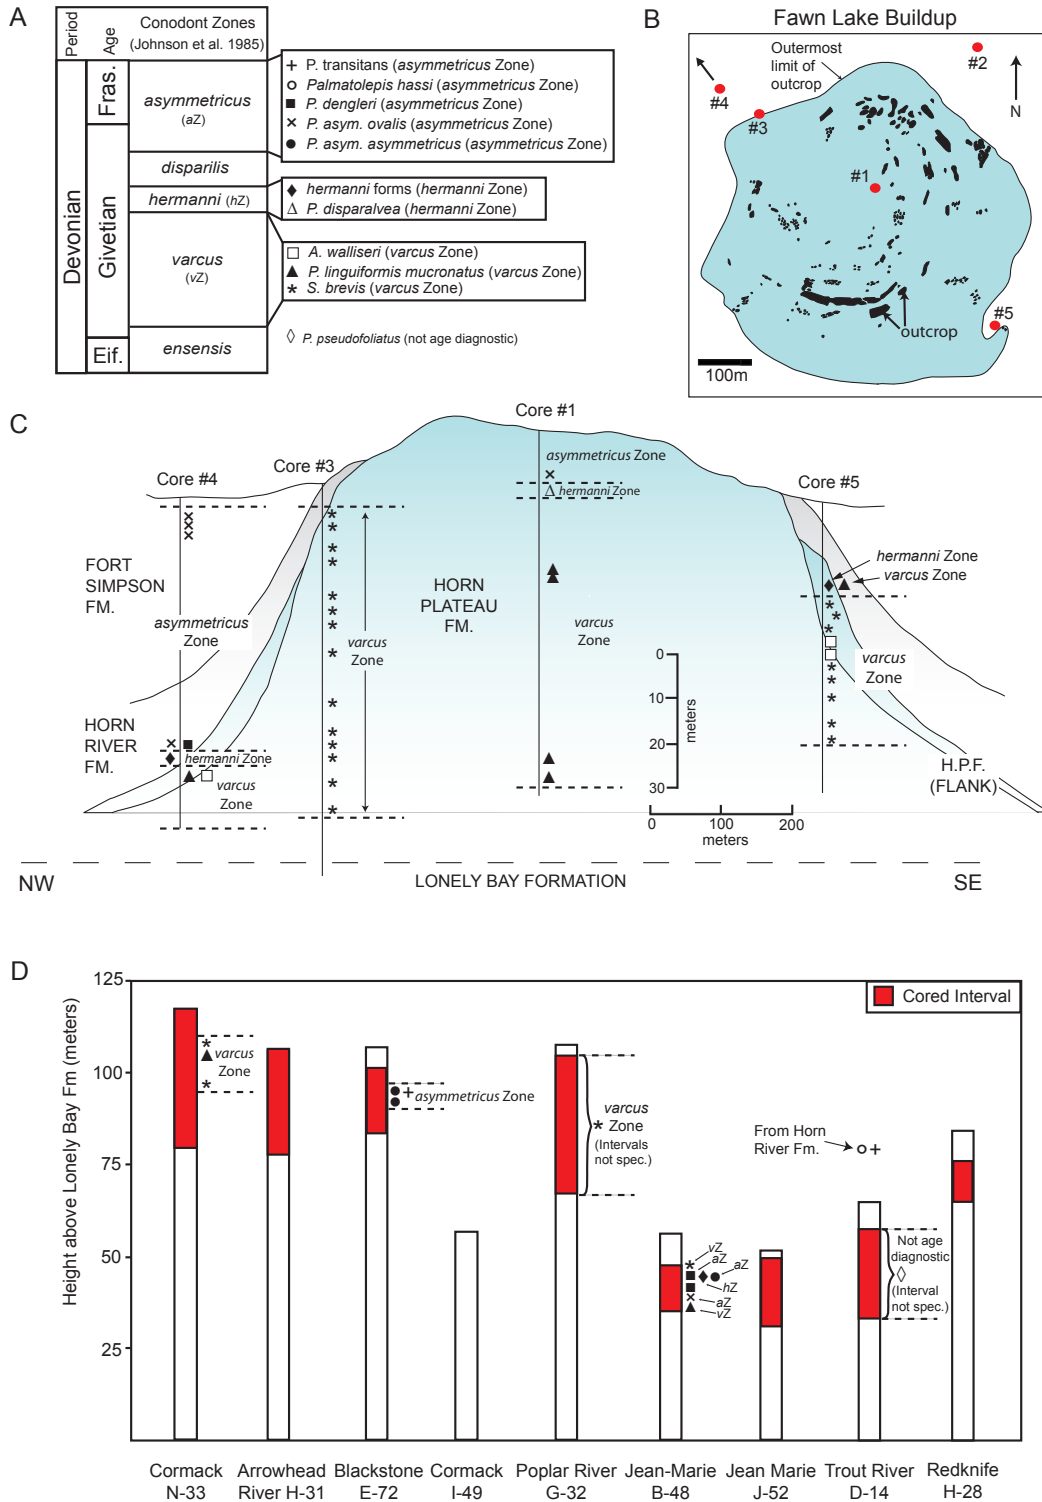 A
Period
Age
Conodont Zones
(Johnson et al. 1985)
Devonian
Fras.
Givetian
Eif.
asymmetricus
(aZ)
disparilis
hermanni (hZ)
varcus
(vZ)
ensensis
+ P. transitans (asymmetricus Zone)
Palmatolepis hassi (asymmetricus Zone)
P. dengleri (asymmetricus Zone)
P. asym. ovalis (asymmetricus Zone)
P. asym. asymmetricus (asymmetricus Zone)
hermanni forms (hermanni Zone)
P. disparalvea (hermanni Zone)
A. walliseri (varcus Zone)
P. linguiformis mucronatus (varcus Zone)
* S. brevis (varcus Zone)
P. pseudofoliatus (not age diagnostic)
B
Fawn Lake Buildup
Outermost
limit of
outcrop
#2
#4
#3
N
#1
#5
outcrop
100m
C
Core #1
Core #3
Core #4
Core #5
asymmetricus Zone
hermanni Zone
hermanni Zone
varcus Zone
FORT
SIMPSON
FM.
HORN
PLATEAU
FM.
asymmetricus
Zone
varcus
Zone
varcus
Zone
varcus
Zone
0
10
20
30
meters
HORN
RIVER
FM.
hermanni Zone
varcus
Zone
H.P.F.
(FLANK)
0 100 200
meters
NW
LONELY BAY FORMATION
SE
D
Height above Lonely Bay Fm (meters)
125
100
75
50
25
Cored Interval
varcus
Zone
asymmetricus Zone
varcus
Zone
(Intervals
not spec.)
From Horn
River Fm.
vZ
aZ
aZ
hZ
aZ
vZ
Not age
diagnostic
(Interval
not spec.)
Cormack
N-33
Arrowhead
River H-31
Blackstone
E-72
Cormack
I-49
Poplar River
G-32
Jean-Marie
B-48
Jean Marie
J-52
Trout River
D-14
Redknife
H-28